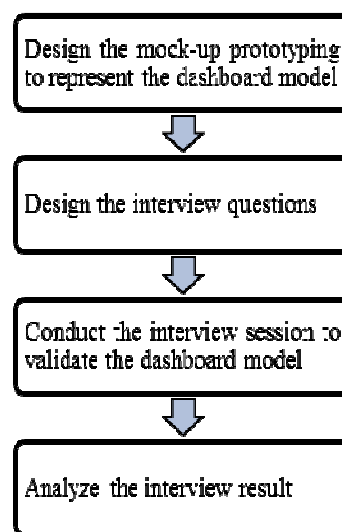 Design the mock-up prototyping
to represent the dashboard model
Design the interview questions
Conduct the interview session to
validate the dashboard model
Analyze the interview result